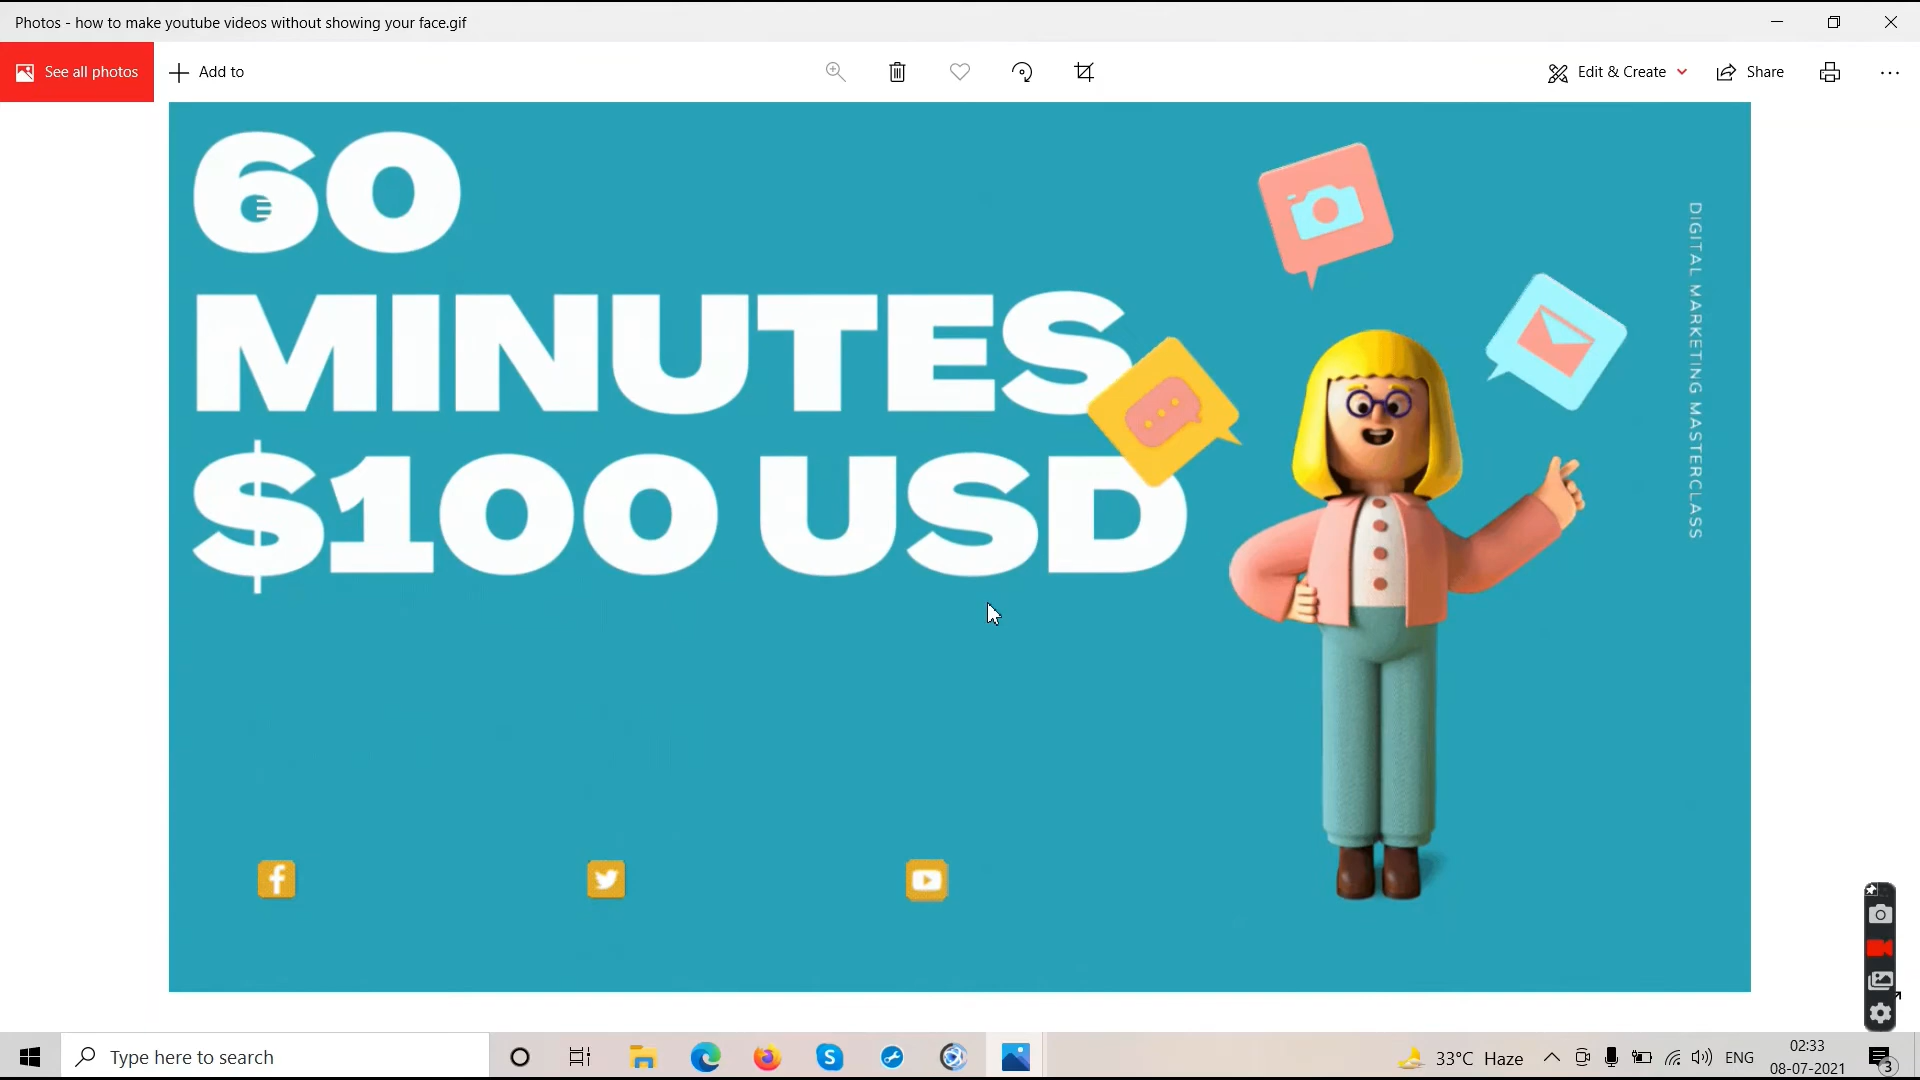 Photos - how to make youtube videos without showing your face.gif
See all photos
Add to
Edit & Create
Share
60
MINUTES
$100 USD
DIGITAL MARKETING MASTERCLASS
Type here to search
33°C Haze
ENG
02:33
08-07-2021
3